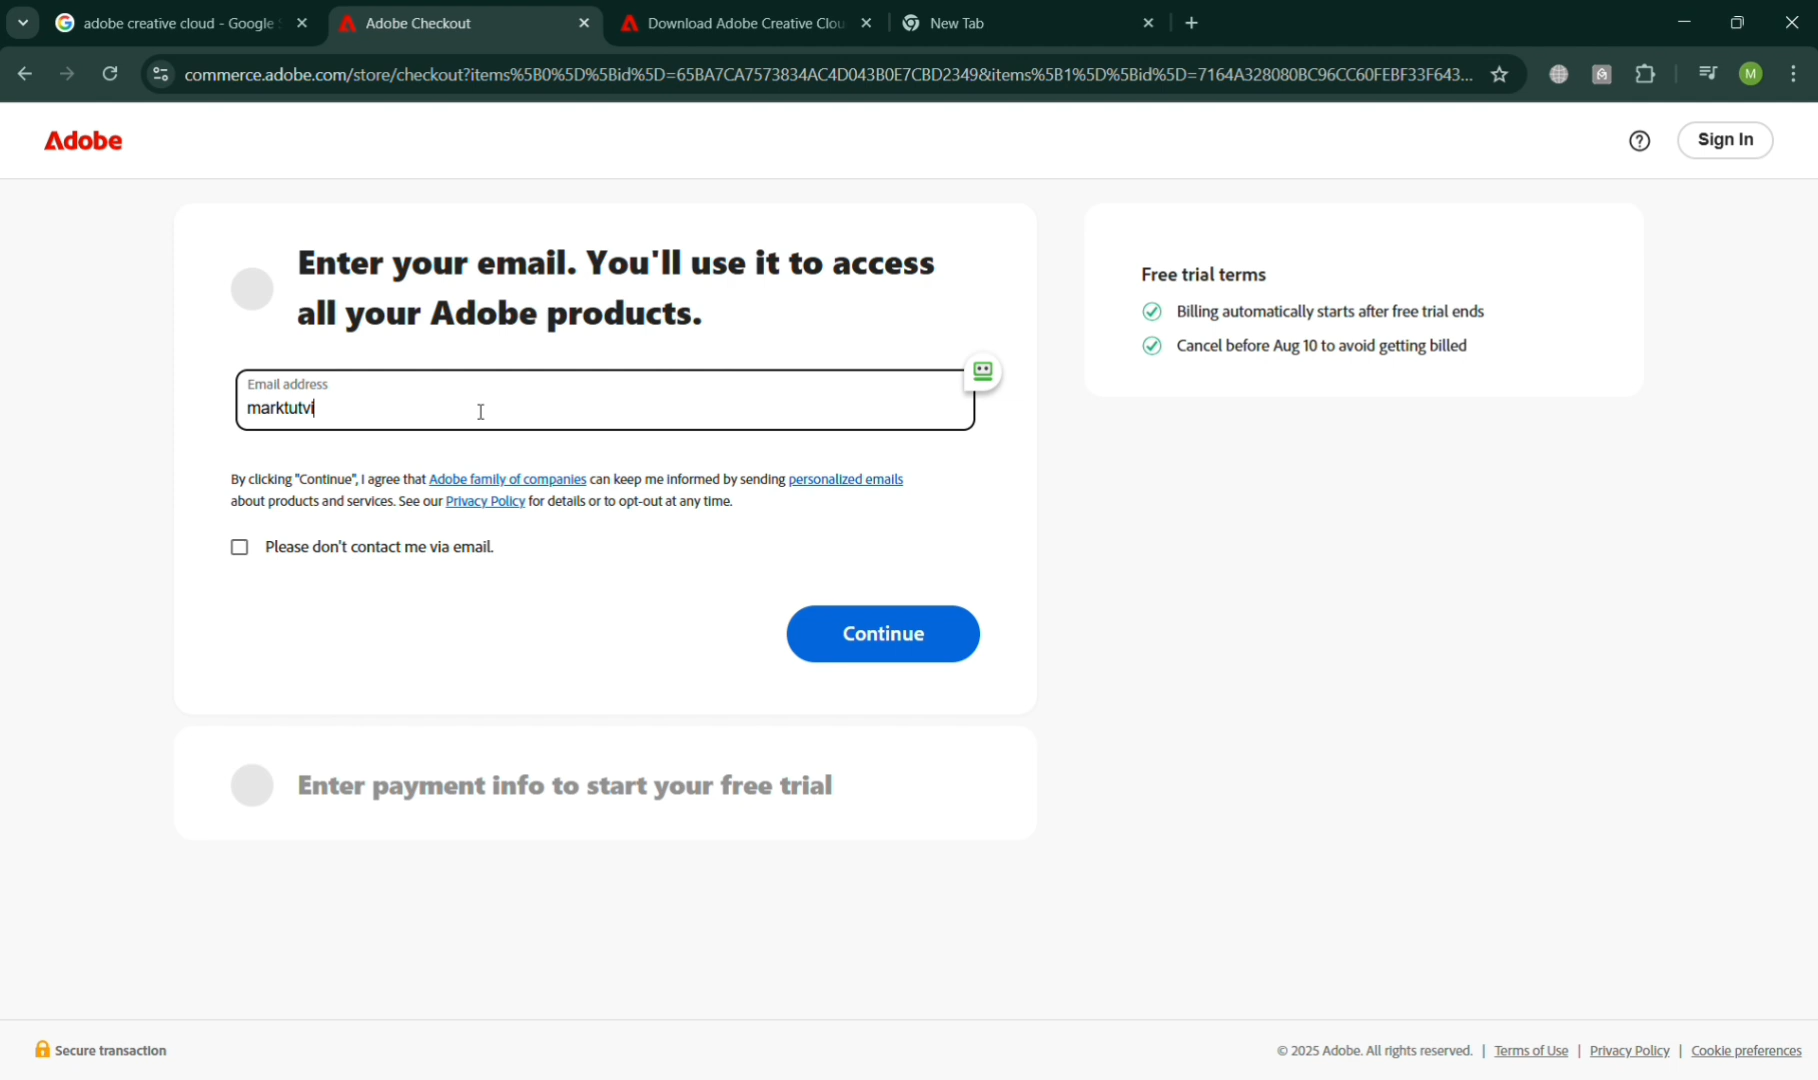 adobe creative cloud - Google
Adobe Checkout
Download Adobe Creative Clou
New Tab
commerce.adobe.com/store/checkout?items%5B0%5D%5Bid%5D=65BA7CA7573834AC4D043B0E7CBD2349&items%5B1%5D%5Bid%5D=7164A328080BC96CC60FEBF33F643...
M
Adobe
Sign In
Enter your email. You'll use it to access
all your Adobe products.
Email address
marktutvi
By clicking "Continue", I agree that Adobe family of companies can keep me informed by sending personalized emails
about products and services. See our Privacy Policy for details or to opt-out at any time.
Please don't contact me via email.
Continue
Enter payment info to start your free trial
Free trial terms
Billing automatically starts after free trial ends
Cancel before Aug 10 to avoid getting billed
Secure transaction
© 2025 Adobe. All rights reserved. | Terms of Use | Privacy Policy | Cookie preferences